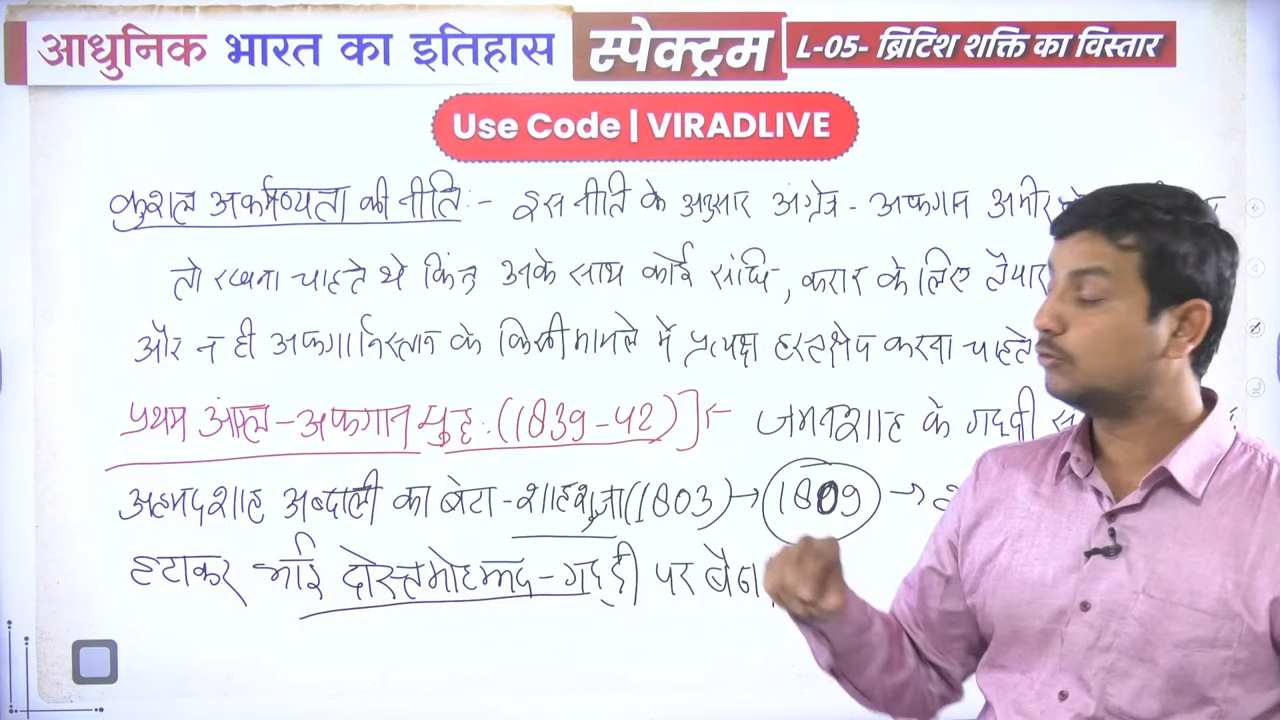 आधुनिक भारत का इतिहास स्पेक्ट्रम L-05- ब्रिटिश शक्ति का विस्तार
Use Code | VIRADLIVE
कुशल अकर्मण्यता की नीति :- इस नीति के अनुसार अंग्रेज - अफगान अमीर
तो रखना चाहते थे किंतु उनके साथ कोई संधि, करार के लिए तैयार
और न ही अफगानिस्तान के किसी मामले में प्रत्यक्ष हस्तक्षेप करना चाहते
प्रथम आंग्ल-अफगान युद्ध:(1839-42)]:- जमनशाह के गद्दी
अहमदशाह अब्दाली का बेटा-शाहशुजा(1803)→ 1809 →
हटाकर भाई दोस्तमोहम्मद-गद्दी पर बैठा